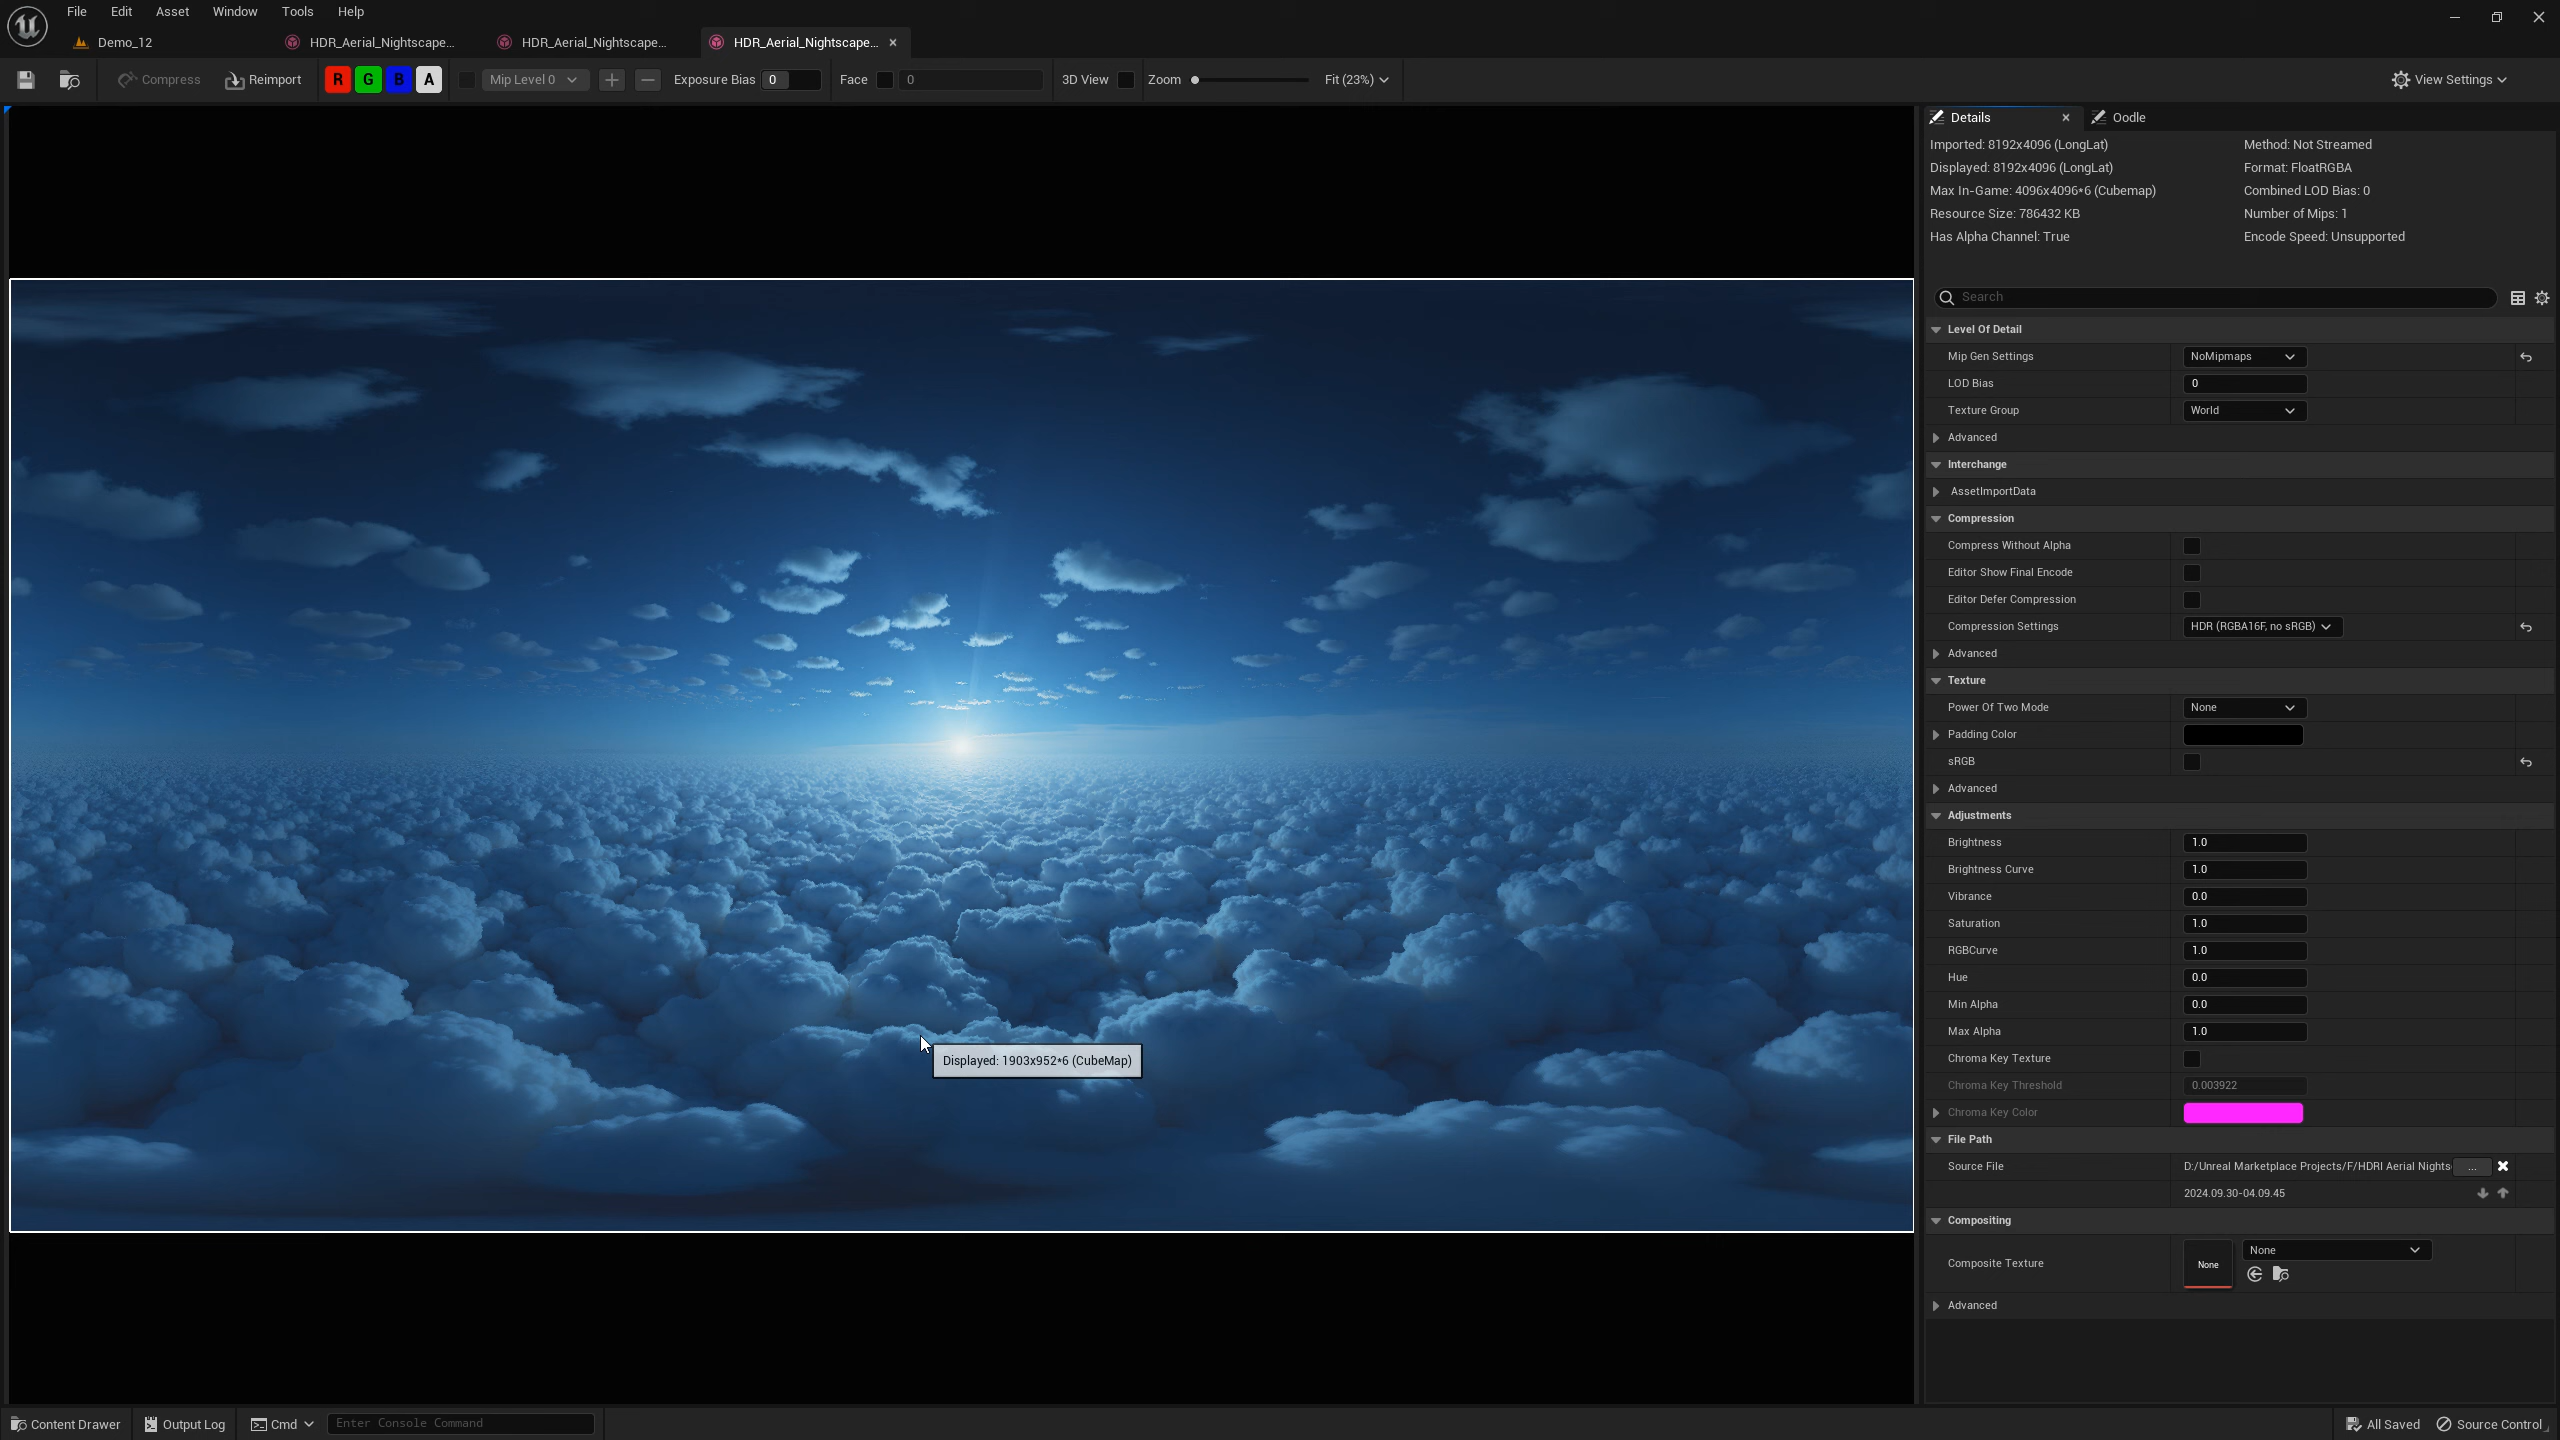 File Edit Asset Window Tools Help
Demo_12 HDR_Aerial_Nightscape... HDR_Aerial_Nightscape... HDR_Aerial_Nightscape...
Compress Reimport R G B A Mip Level 0 Exposure Bias 0 Face 0 3D View Zoom Fit (23%) View Settings
Details Oodle
Imported: 8192x4096 (LongLat) Method: Not Streamed
Displayed: 8192x4096 (LongLat) Format: FloatRGBA
Max In-Game: 4096x4096*6 (Cubemap) Combined LOD Bias: 0
Resource Size: 786432 KB Number of Mips: 1
Has Alpha Channel: True Encode Speed: Unsupported
Search
Level Of Detail
Mip Gen Settings NoMipmaps
LOD Bias 0
Texture Group World
Advanced
Interchange
AssetImportData
Compression
Compress Without Alpha
Editor Show Final Encode
Editor Defer Compression
Compression Settings HDR (RGBA16F, no sRGB)
Advanced
Texture
Power Of Two Mode None
Padding Color
sRGB
Advanced
Adjustments
Brightness 1.0
Brightness Curve 1.0
Vibrance 0.0
Saturation 1.0
RGBCurve 1.0
Hue 0.0
Min Alpha 0.0
Max Alpha 1.0
Chroma Key Texture
Chroma Key Threshold 0.003922
Chroma Key Color
File Path
Source File D:/Unreal Marketplace Projects/F/HDRI Aerial Nights ...
2024.09.30-04.09.45
Compositing
Composite Texture None None
Advanced
Displayed: 1903x952*6 (CubeMap)
Content Drawer Output Log Cmd Enter Console Command All Saved Source Control